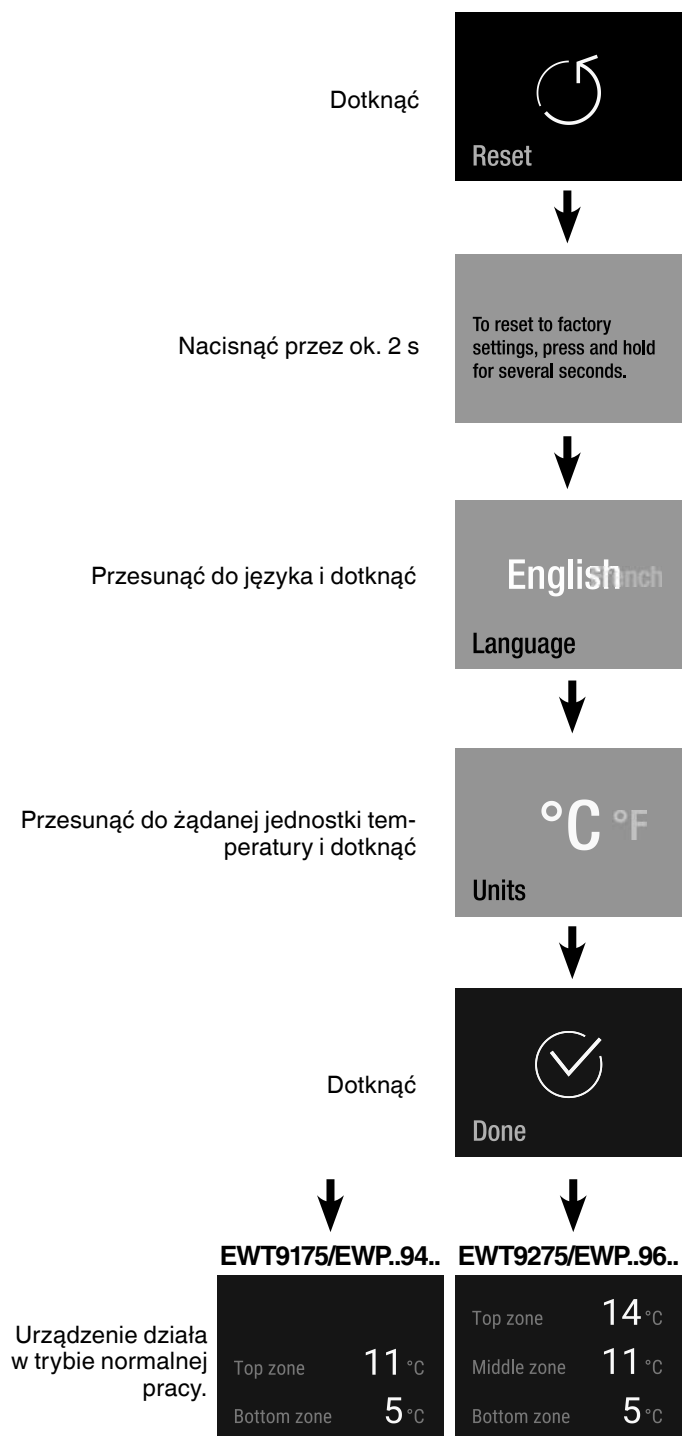 Dotknąć
Reset
Nacisnąć przez ok. 2 s
To reset to factory
settings, press and hold
for several seconds.
Przesunąć do języka i dotknąć
English French
Language
Przesunąć do żądanej jednostki tem-
peratury i dotknąć
°C °F
Units
Dotknąć
Done
EWT9175/EWP..94.. EWT9275/EWP..96..
Urządzenie działa
w trybie normalnej
pracy.
Top zone 11 °C
Bottom zone 5 °C
Top zone 14 °C
Middle zone 11 °C
Bottom zone 5 °C